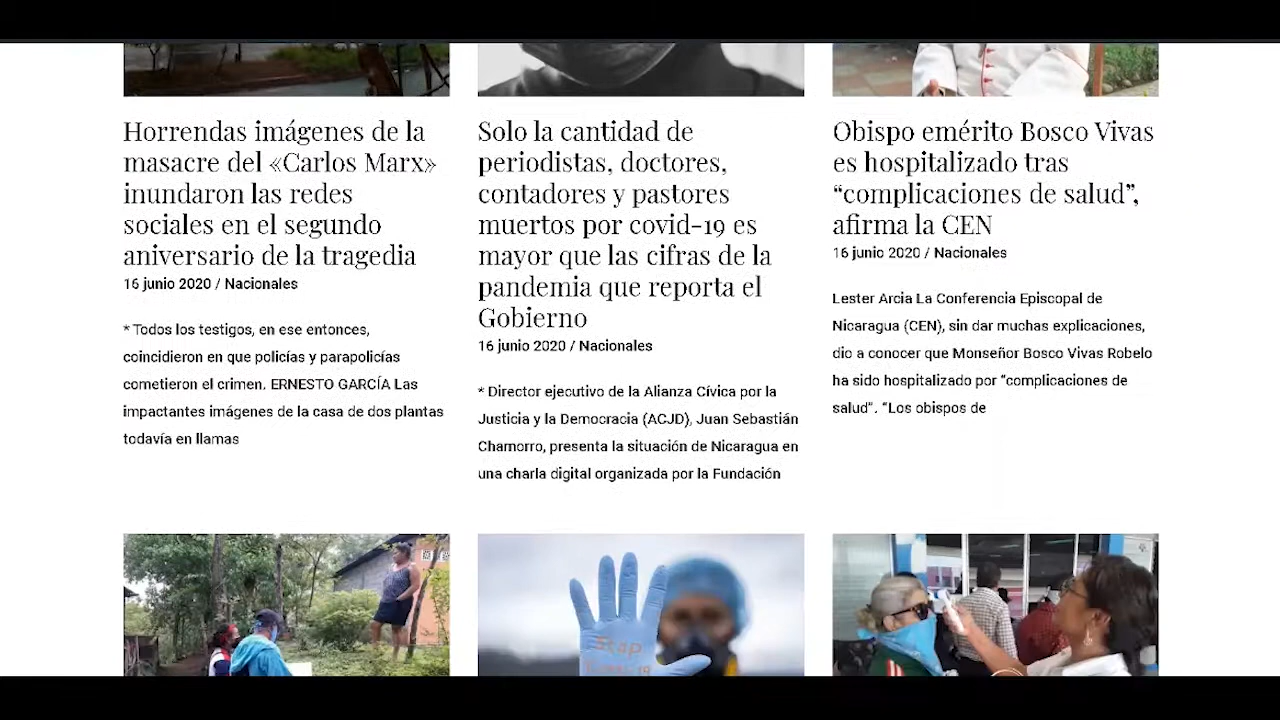 Horrendas imágenes de la
masacre del «Carlos Marx»
inundaron las redes
sociales en el segundo
aniversario de la tragedia
16 junio 2020 / Nacionales
* Todos los testigos, en ese entonces,
coincidieron en que policías y parapolicías
cometieron el crimen. ERNESTO GARCÍA Las
impactantes imágenes de la casa de dos plantas
todavía en llamas
Solo la cantidad de
periodistas, doctores,
contadores y pastores
muertos por covid-19 es
mayor que las cifras de la
pandemia que reporta el
Gobierno
16 junio 2020 / Nacionales
* Director ejecutivo de la Alianza Cívica por la
Justicia y la Democracia (ACJD), Juan Sebastián
Chamorro, presenta la situación de Nicaragua en
una charla digital organizada por la Fundación
Obispo emérito Bosco Vivas
es hospitalizado tras
“complicaciones de salud”,
afirma la CEN
16 junio 2020 / Nacionales
Lester Arcia La Conferencia Episcopal de
Nicaragua (CEN), sin dar muchas explicaciones,
dio a conocer que Monseñor Bosco Vivas Robelo
ha sido hospitalizado por “complicaciones de
salud”. “Los obispos de
Stop